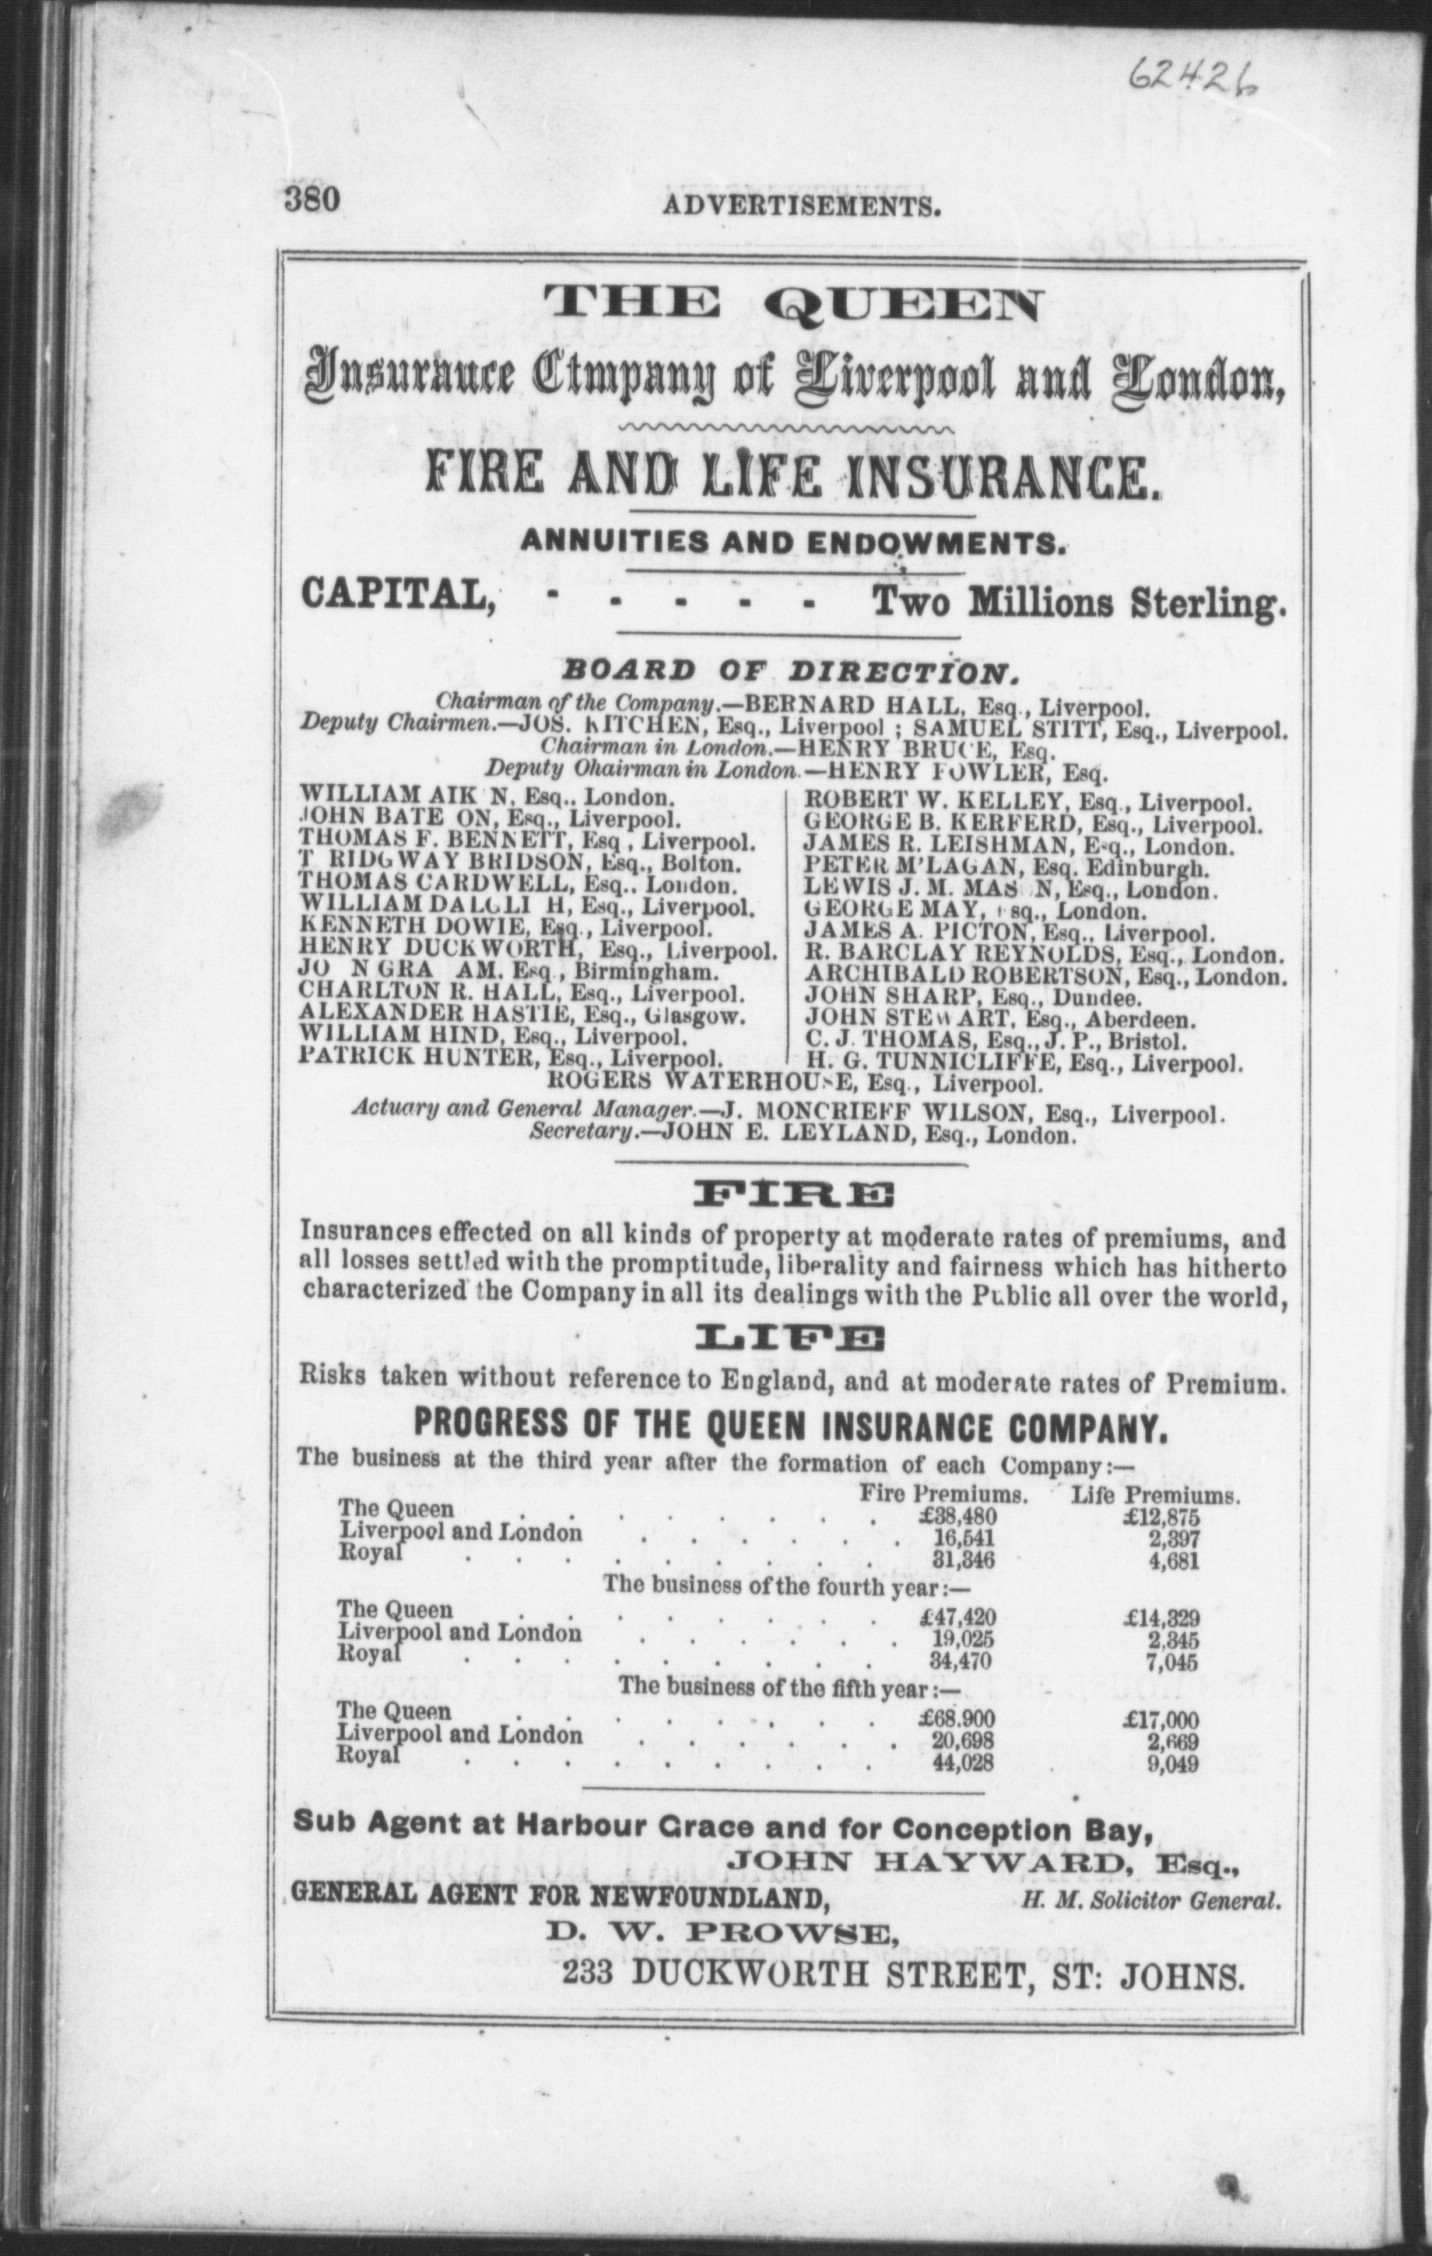 62426
380 ADVERTISEMENTS.
THE QUEEN
Insurance Ctmpany of Liverpool and London,
FIRE AND LIFE INSURANCE.
ANNUITIES AND ENDOWMENTS.
CAPITAL, - - - - - Two Millions Sterling.
BOARD OF DIRECTION.
Chairman of the Company.—BERNARD HALL, Esq., Liverpool.
Deputy Chairmen.—JOS. KITCHEN, Esq., Liverpool ; SAMUEL STITT, Esq., Liverpool.
Chairman in London.—HENRY BRUCE, Esq.
Deputy Ohairman in London.—HENRY FOWLER, Esq.
WILLIAM AIK N, Esq., London.
JOHN BATE ON, Esq., Liverpool.
THOMAS F. BENNETT, Esq , Liverpool.
T RIDGWAY BRIDSON, Esq., Bolton.
THOMAS CARDWELL, Esq.. London.
WILLIAM DALGLI H, Esq., Liverpool.
KENNETH DOWIE, Esq., Liverpool.
HENRY DUCKWORTH, Esq., Liverpool.
JO N GRA AM. Esq., Birmingham.
CHARLTON R. HALL, Esq., Liverpool.
ALEXANDER HASTIE, Esq., Glasgow.
WILLIAM HIND, Esq., Liverpool.
PATRICK HUNTER, Esq., Liverpool.
ROBERT W. KELLEY, Esq., Liverpool.
GEORGE B. KERFERD, Esq., Liverpool.
JAMES R. LEISHMAN, Esq., London.
PETER M'LAGAN, Esq. Edinburgh.
LEWIS J. M. MAS N, Esq., London.
GEORGE MAY, Esq., London.
JAMES A. PICTON, Esq., Liverpool.
R. BARCLAY REYNOLDS, Esq., London.
ARCHIBALD ROBERTSON, Esq., London.
JOHN SHARP, Esq., Dundee.
JOHN STEWART, Esq., Aberdeen.
C. J. THOMAS, Esq., J. P., Bristol.
H. G. TUNNICLIFFE, Esq., Liverpool.
ROGERS WATERHOUSE, Esq., Liverpool.
Actuary and General Manager.—J. MONCRIEFF WILSON, Esq., Liverpool.
Secretary.—JOHN E. LEYLAND, Esq., London.
FIRE
Insurances effected on all kinds of property at moderate rates of premiums, and
all losses settled with the promptitude, liberality and fairness which has hitherto
characterized the Company in all its dealings with the Public all over the world,
LIFE
Risks taken without reference to England, and at moderate rates of Premium.
PROGRESS OF THE QUEEN INSURANCE COMPANY.
The business at the third year after the formation of each Company:—
Fire Premiums. Life Premiums.
The Queen . . . . . . . . £38,480 £12,875
Liverpool and London . . . . . . 16,541 2,397
Royal . . . . . . . . . 31,346 4,681
The business of the fourth year:—
The Queen . . . . . . . . £47,420 £14,329
Liverpool and London . . . . . . 19,025 2,345
Royal . . . . . . . . . 34,470 7,045
The business of the fifth year:—
The Queen . . . . . . . . £68.900 £17,000
Liverpool and London . . . . . . 20,698 2,669
Royal . . . . . . . . . 44,028 9,049
Sub Agent at Harbour Grace and for Conception Bay,
JOHN HAYWARD, Esq.,
GENERAL AGENT FOR NEWFOUNDLAND, H. M. Solicitor General.
D. W. PROWSE,
233 DUCKWORTH STREET, ST: JOHNS.